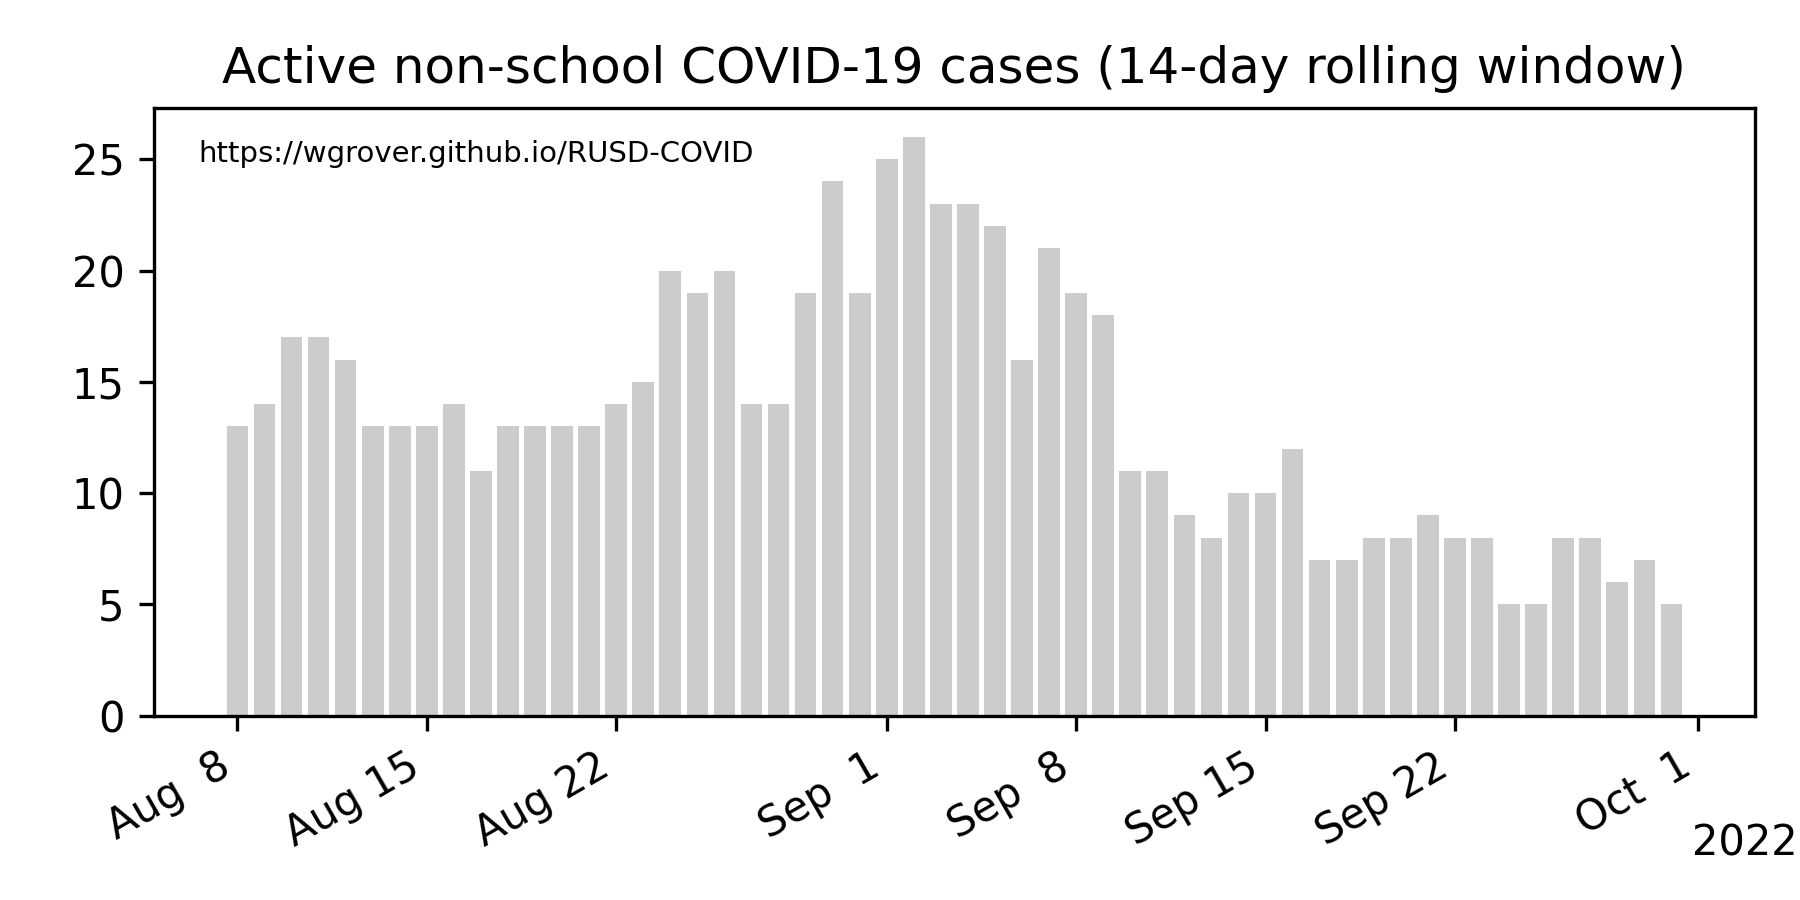 Active non-school COVID-19 cases (14-day rolling window)
https://wgrover.github.io/RUSD-COVID
25
20
15
10
5
0
Aug 8
Aug 15
Aug 22
Sep 1
Sep 8
Sep 15
Sep 22
Oct 1
2022